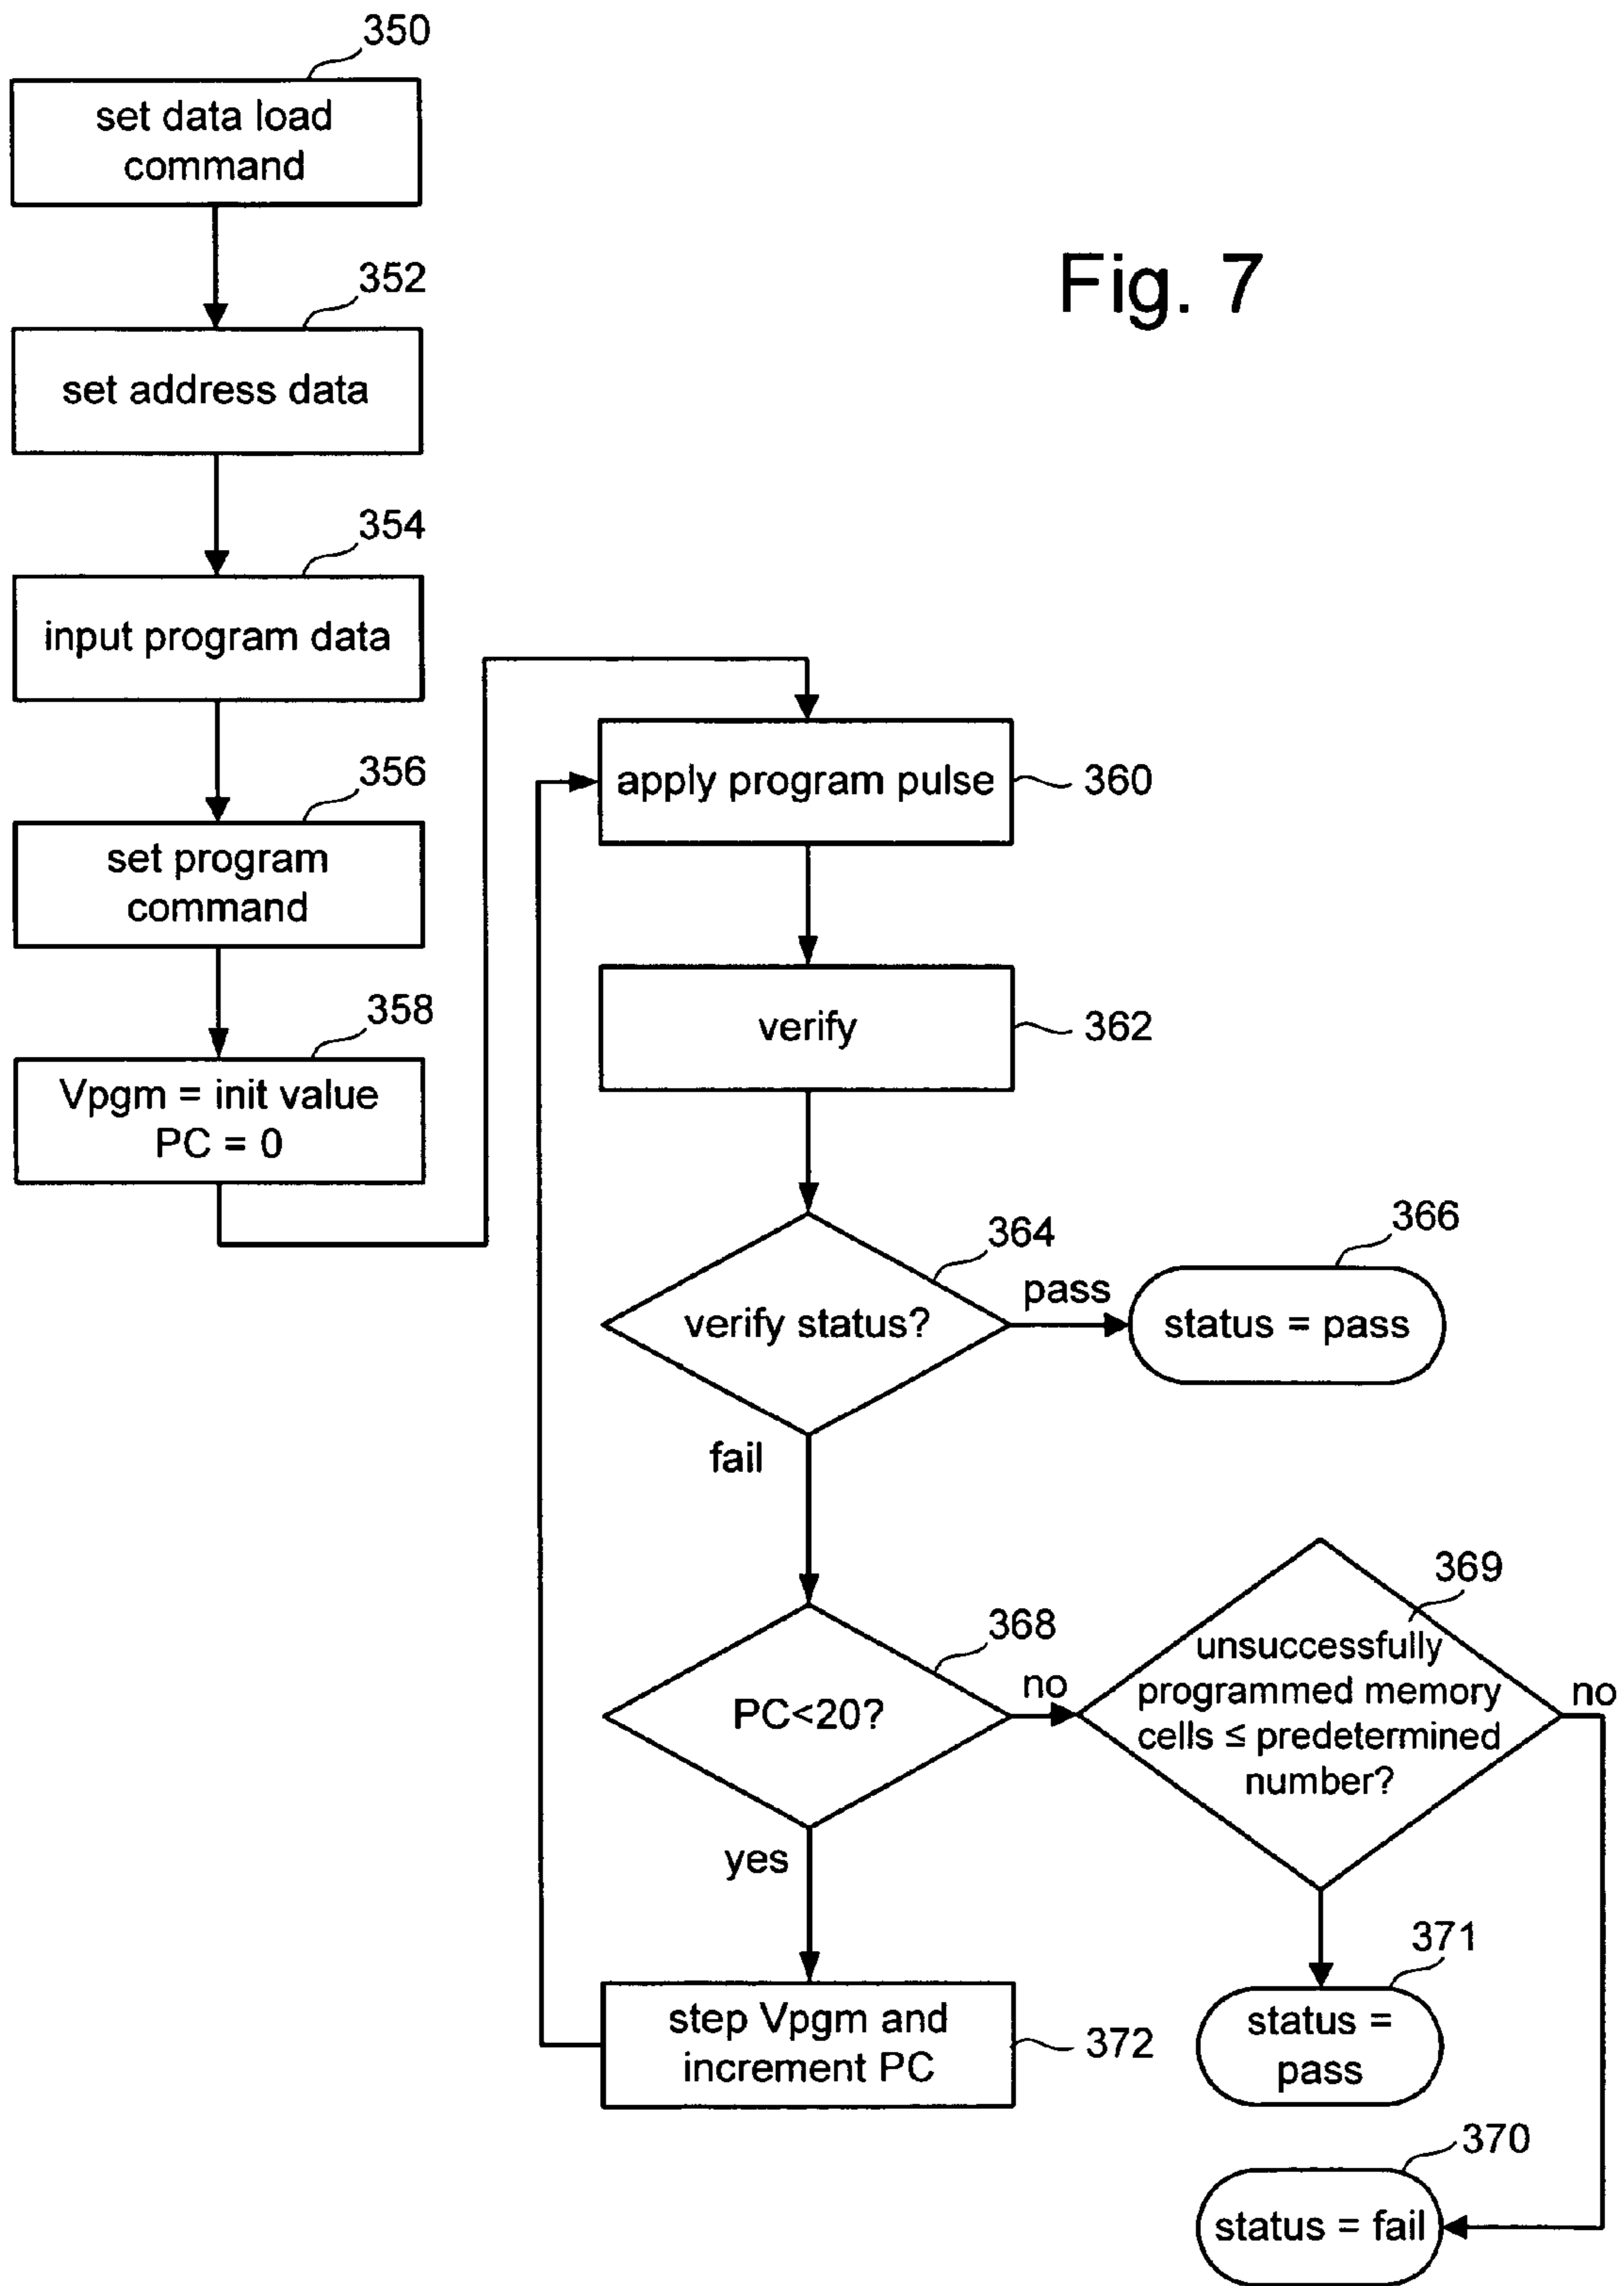 350
set data load
command
Fig. 7
352
set address data
354
input program data
356
set program
command
358
Vpgm = init value
PC = 0
apply program pulse
360
verify
362
364
verify status?
pass
366
status = pass
fail
368
PC<20?
no
369
unsuccessfully
programmed memory
cells ≤ predetermined
number?
no
yes
371
status =
pass
step Vpgm and
increment PC
372
370
status = fail